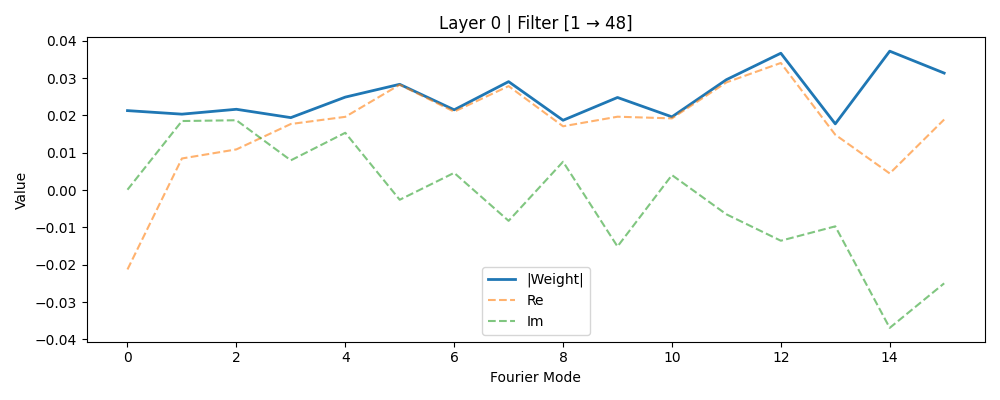 Layer 0 | Filter [1 → 48]
0.04
0.03
0.02
0.01
0.00
−0.01
−0.02
−0.03
−0.04
Value
|Weight|
Re
Im
0 2 4 6 8 10 12 14
Fourier Mode